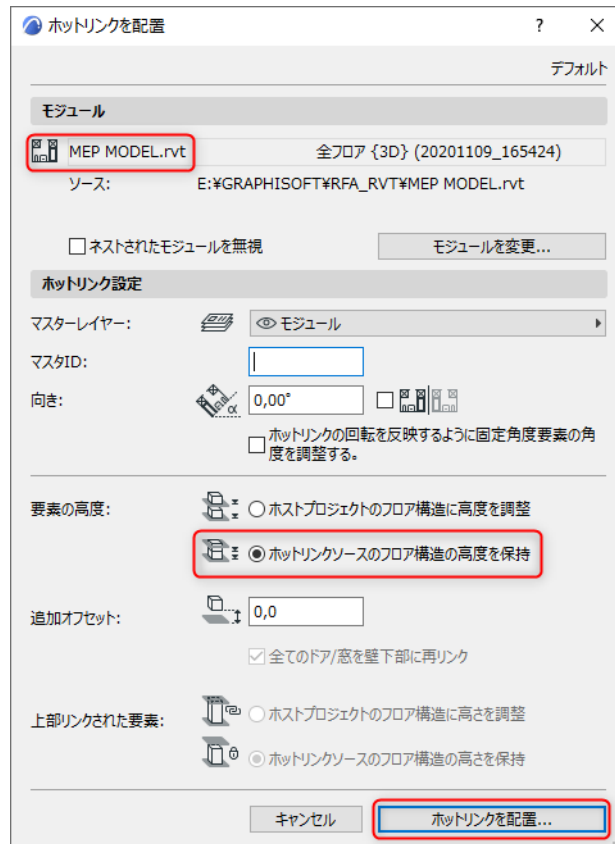 ホットリンクを配置 ? ×
デフォルト
モジュール
MEP MODEL.rvt 全フロア {3D} (20201109_165424)
ソース: E:¥GRAPHISOFT¥RFA_RVT¥MEP MODEL.rvt
ネストされたモジュールを無視 モジュールを変更...
ホットリンク設定
マスターレイヤー: モジュール
マスタID:
向き: α 0,00°
ホットリンクの回転を反映するように固定角度要素の角
度を調整する。
要素の高度: ホストプロジェクトのフロア構造に高度を調整
ホットリンクソースのフロア構造の高度を保持
追加オフセット: 0,0
全てのドア/窓を壁下部に再リンク
上部リンクされた要素: ホストプロジェクトのフロア構造に高さを調整
ホットリンクソースのフロア構造の高さを保持
キャンセル ホットリンクを配置...